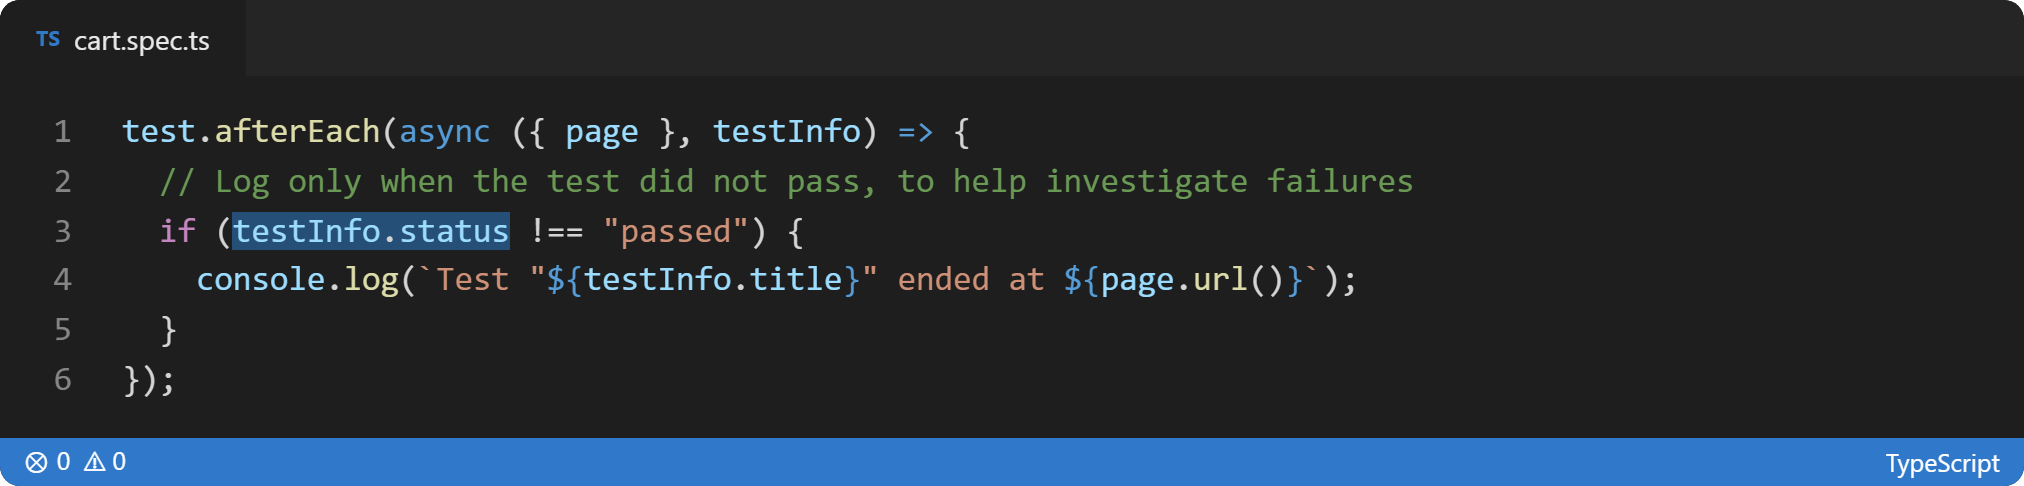 TS cart.spec.ts
1 test.afterEach(async ({ page }, testInfo) => {
2   // Log only when the test did not pass, to help investigate failures
3   if (testInfo.status !== "passed") {
4     console.log(`Test "${testInfo.title}" ended at ${page.url()}`);
5   }
6 });
0 0 TypeScript